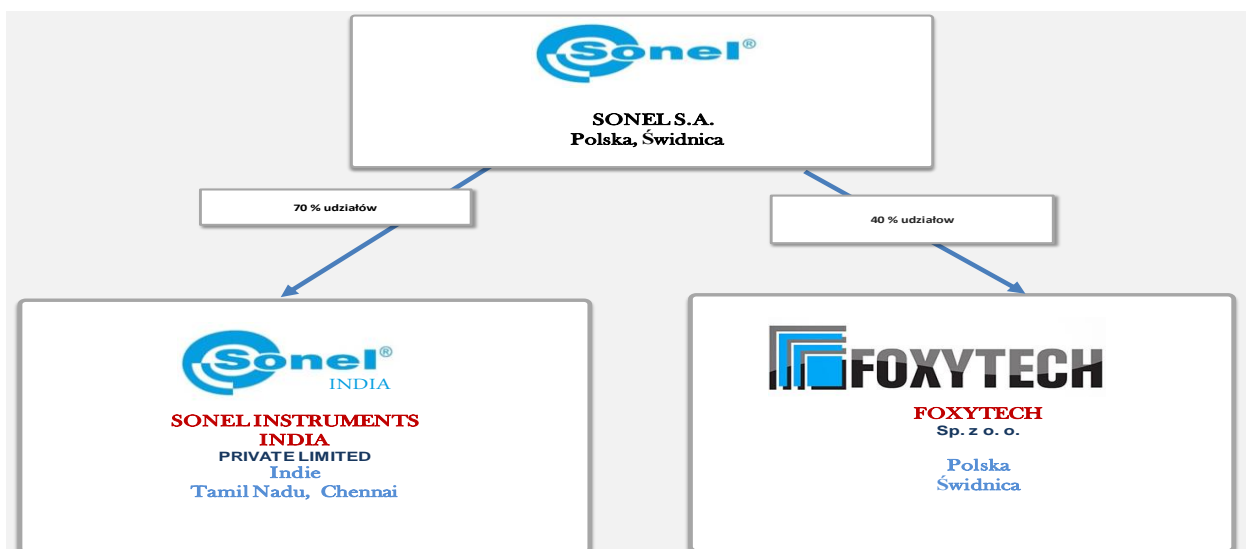 Sonel®
SONEL S.A.
Polska, Świdnica
70 % udziałów
40 % udziałow
Sonel®
INDIA
SONEL INSTRUMENTS
INDIA
PRIVATE LIMITED
Indie
Tamil Nadu, Chennai
FOXYTECH
FOXYTECH
Sp. z o. o.
Polska
Świdnica